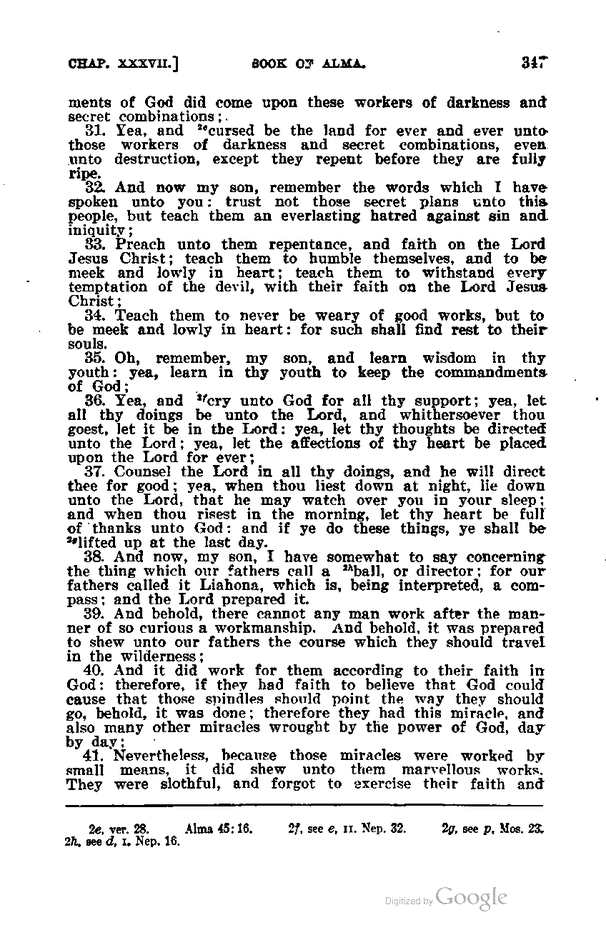 CHAP. XXXVII.] BOOK OF ALMA. 347
ments of God did come upon these workers of darkness and
secret combinations;
31. Yea, and 2ecursed be the land for ever and ever unto
those workers of darkness and secret combinations, even
unto destruction, except they repent before they are fully
ripe.
32. And now my son, remember the words which I have
spoken unto you: trust not those secret plans unto this
people, but teach them an everlasting hatred against sin and
iniquity;
33. Preach unto them repentance, and faith on the Lord
Jesus Christ; teach them to humble themselves, and to be
meek and lowly in heart; teach them to withstand every
temptation of the devil, with their faith on the Lord Jesus
Christ;
34. Teach them to never be weary of good works, but to
be meek and lowly in heart: for such shall find rest to their
souls.
35. Oh, remember, my son, and learn wisdom in thy
youth: yea, learn in thy youth to keep the commandments
of God;
36. Yea, and 2fcry unto God for all thy support; yea, let
all thy doings be unto the Lord, and whithersoever thou
goest, let it be in the Lord: yea, let thy thoughts be directed
unto the Lord; yea, let the affections of thy heart be placed
upon the Lord for ever;
37. Counsel the Lord in all thy doings, and he will direct
thee for good; yea, when thou liest down at night, lie down
unto the Lord, that he may watch over you in your sleep;
and when thou risest in the morning, let thy heart be full
of thanks unto God: and if ye do these things, ye shall be
2glifted up at the last day.
38. And now, my son, I have somewhat to say concerning
the thing which our fathers call a 2hball, or director; for our
fathers called it Liahona, which is, being interpreted, a com-
pass; and the Lord prepared it.
39. And behold, there cannot any man work after the man-
ner of so curious a workmanship. And behold, it was prepared
to shew unto our fathers the course which they should travel
in the wilderness;
40. And it did work for them according to their faith in
God: therefore, if they had faith to believe that God could
cause that those spindles should point the way they should
go, behold, it was done; therefore they had this miracle, and
also many other miracles wrought by the power of God, day
by day;
41. Nevertheless, because those miracles were worked by
small means, it did shew unto them marvellous works.
They were slothful, and forgot to exercise their faith and
2e, ver. 28. Alma 45:16. 2f, see e, II. Nep. 32. 2g, see p, Mos. 23.
2h, see d, I. Nep. 16.
Digitized by Google